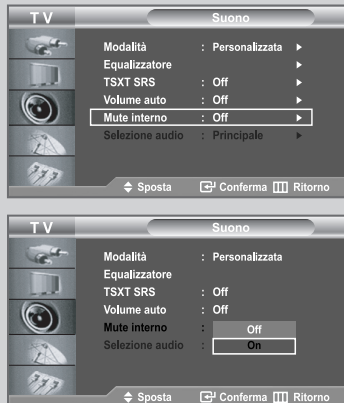 TV Suono
Modalità : Personalizzata ▶
Equalizzatore ▶
TSXT SRS : Off ▶
Volume auto : Off ▶
Mute interno : Off ▶
Selezione audio : Principale ▶
Sposta Conferma Ritorno
TV Suono
Modalità : Personalizzata
Equalizzatore
TSXT SRS : Off
Volume auto : Off
Mute interno : Off
Selezione audio : On
Sposta Conferma Ritorno